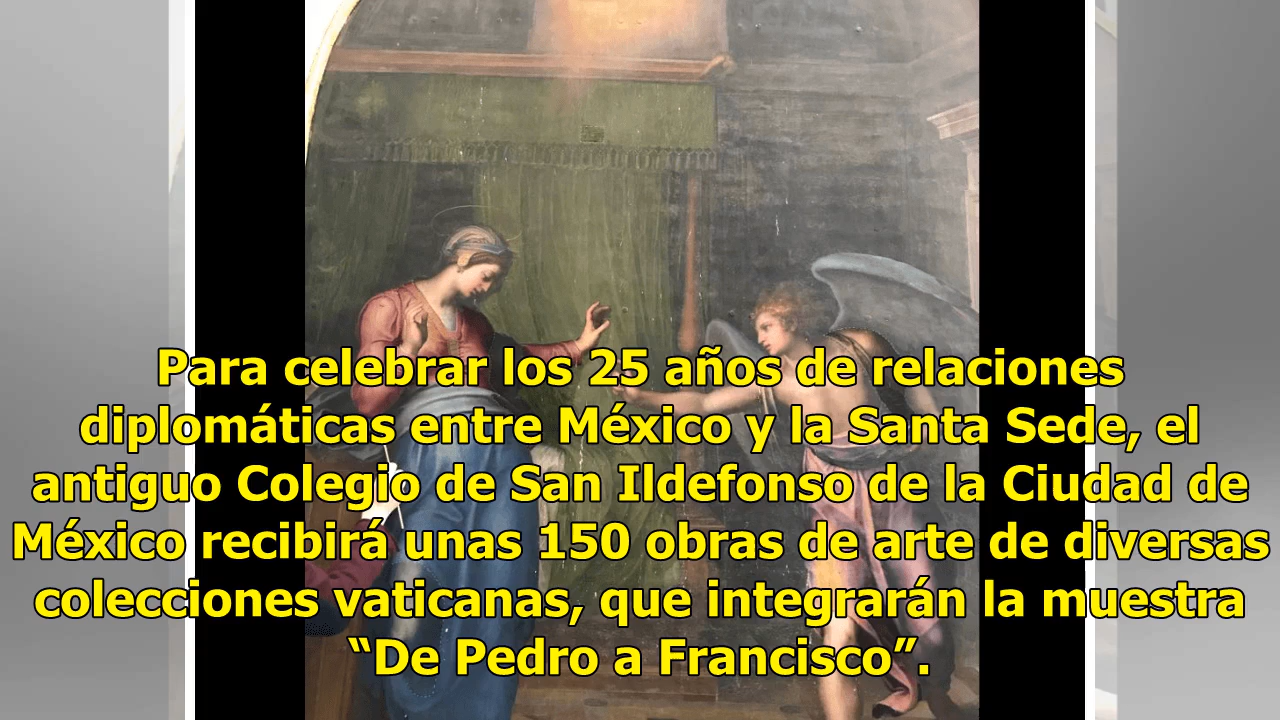 Para celebrar los 25 años de relaciones
diplomáticas entre México y la Santa Sede, el
antiguo Colegio de San Ildefonso de la Ciudad de
México recibirá unas 150 obras de arte de diversas
colecciones vaticanas, que integrarán la muestra
“De Pedro a Francisco”.